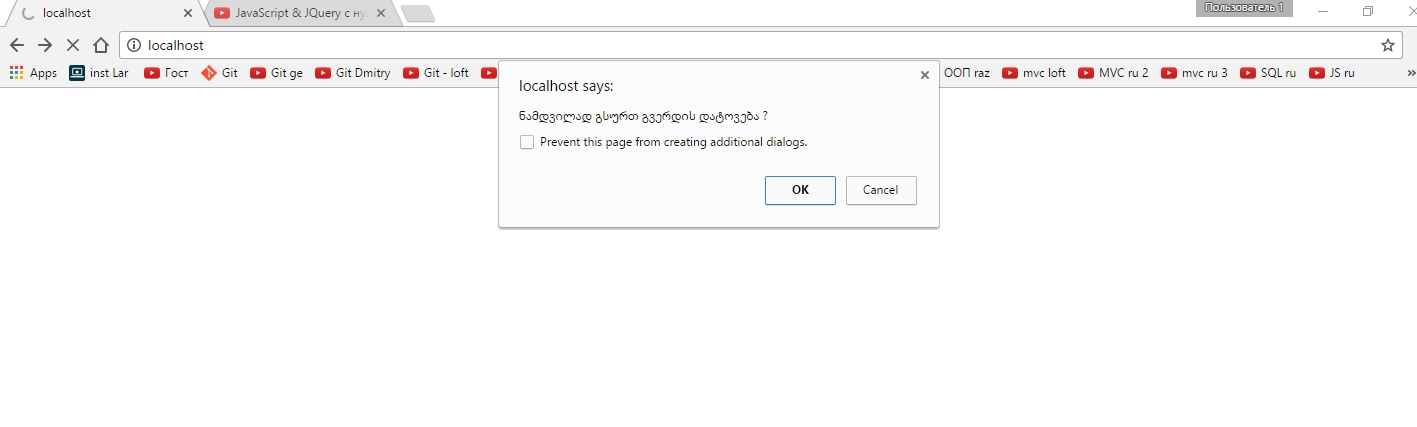 localhost
JavaScript & JQuery с ну
Пользователь 1
localhost
Apps inst Lar Гост Git Git ge Git Dmitry Git - loft ООП raz mvc loft MVC ru 2 mvc ru 3 SQL ru JS ru »
localhost says:
ნამდვილად გსურთ გვერდის დატოვება ?
Prevent this page from creating additional dialogs.
OK Cancel